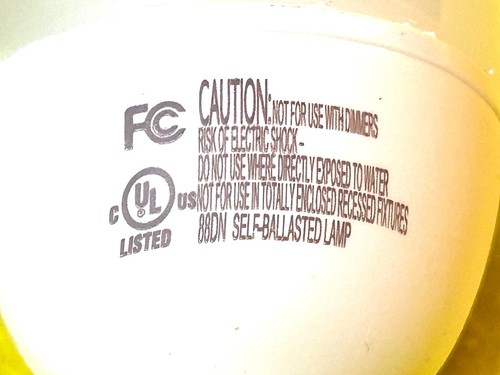 FC
CAUTION: NOT FOR USE WITH DIMMERS
RISK OF ELECTRIC SHOCK -
DO NOT USE WHERE DIRECTLY EXPOSED TO WATER
NOT FOR USE IN TOTALLY ENCLOSED RECESSED FIXTURES
88DN SELF-BALLASTED LAMP
C UL US
®
LISTED